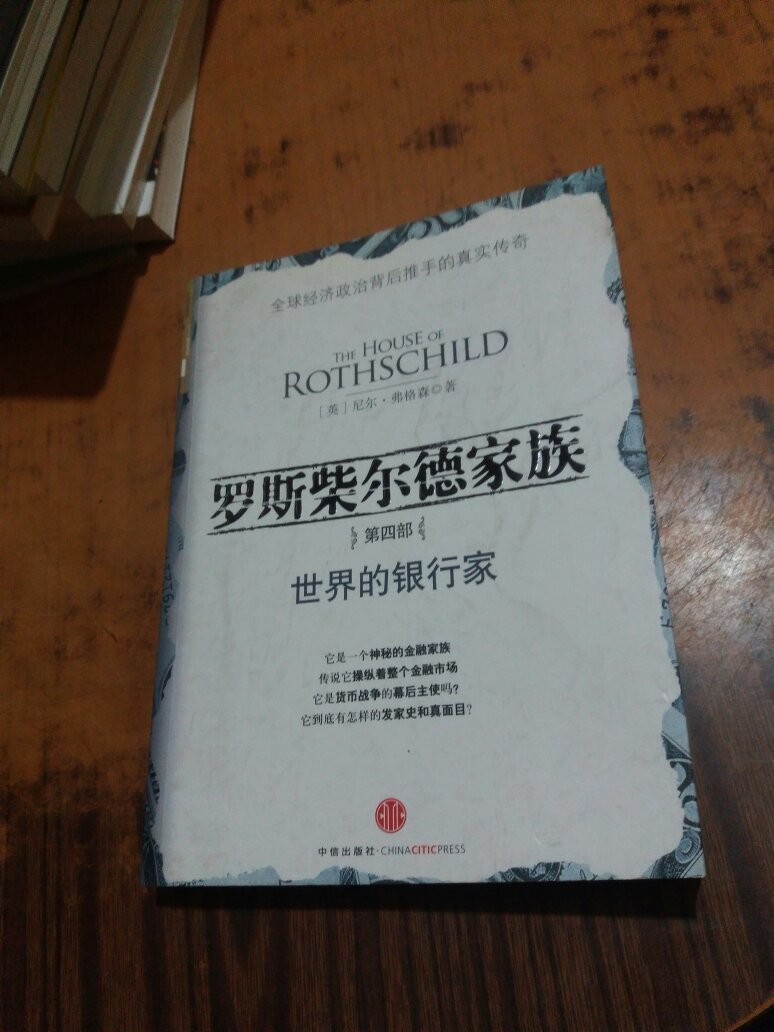 全球经济政治背后推手的真实传奇
THE HOUSE OF
ROTHSCHILD
[英]尼尔·弗格森◎著
罗斯柴尔德家族
第四部
世界的银行家
它是一个神秘的金融家族
传说它操纵着整个金融市场
它是货币战争的幕后主使吗?
它到底有怎样的发家史和真面目?
中信出版社·CHINACITICPRESS